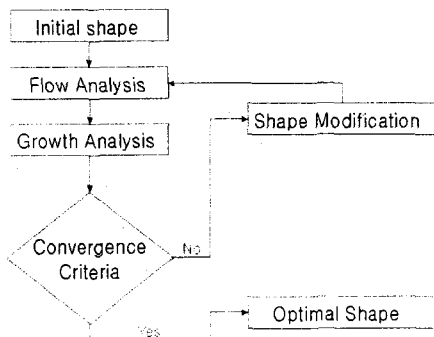 Initial shape
Flow Analysis
Growth Analysis
Shape Modification
Convergence
Criteria
No
Yes
Optimal Shape